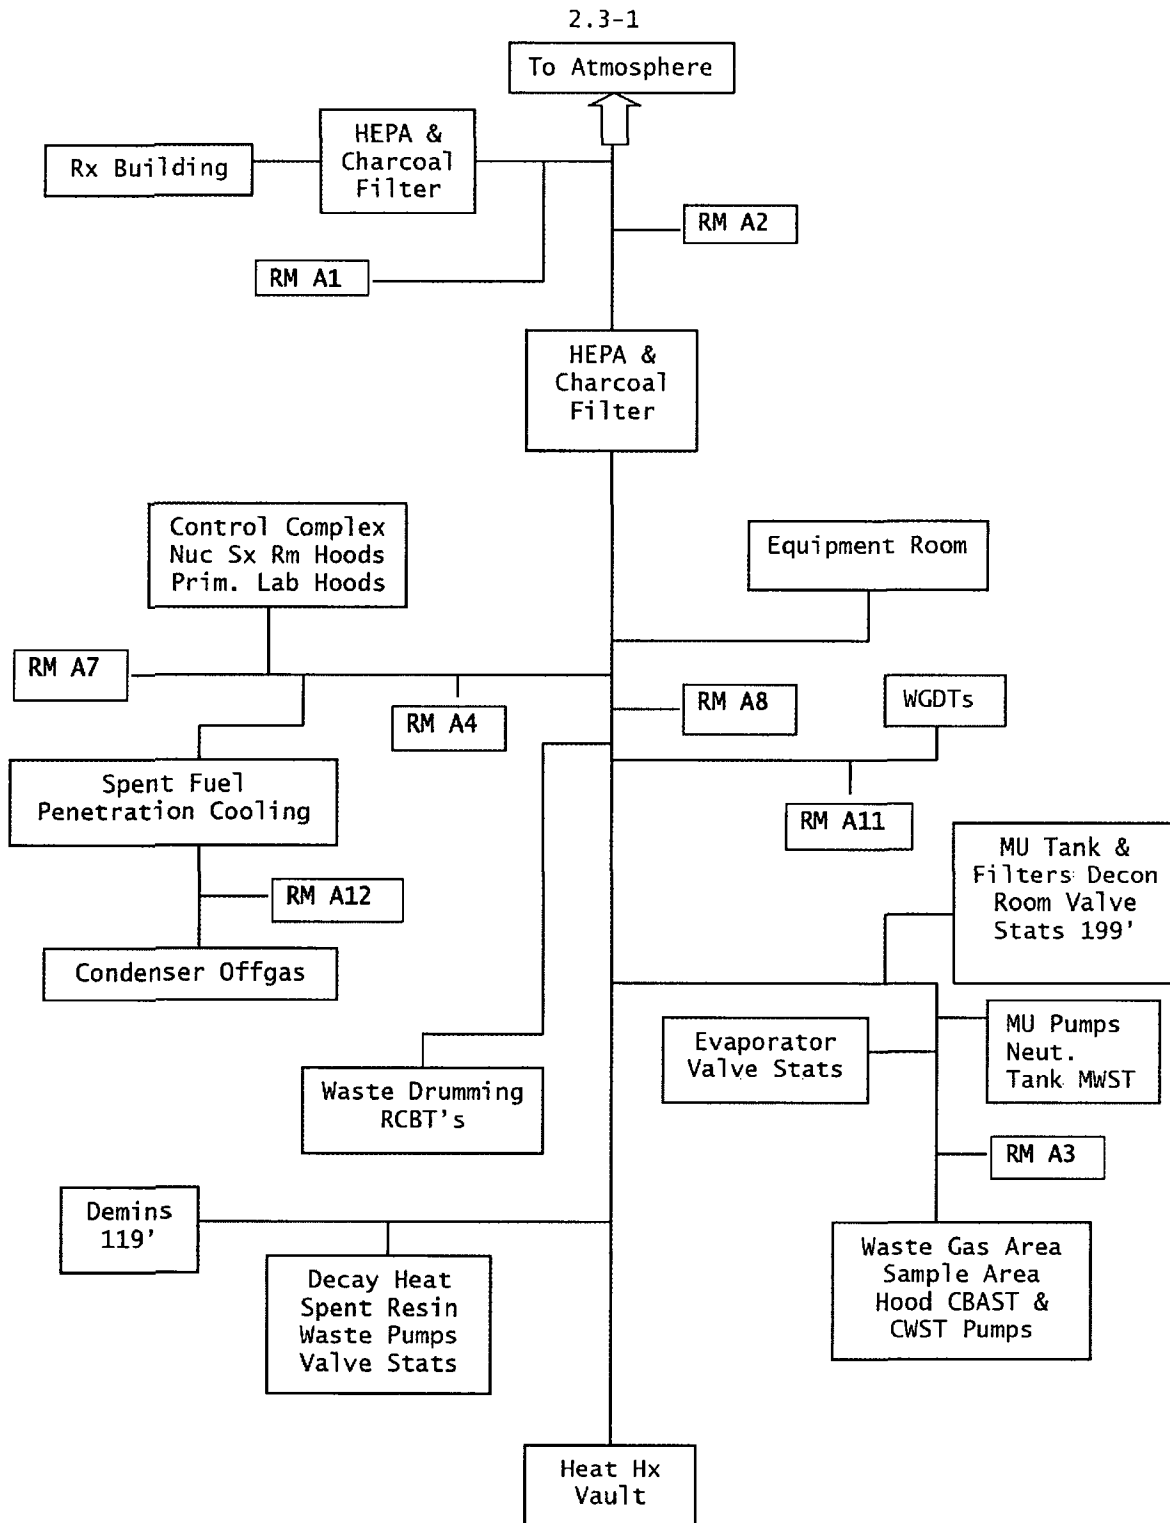 2.3-1
To Atmosphere
HEPA &
Charcoal
Filter
Rx Building
RM A2
RM A1
HEPA &
Charcoal
Filter
Control Complex
Nuc Sx Rm Hoods
Prim. Lab Hoods
Equipment Room
RM A7
RM A4
RM A8
WGDTs
Spent Fuel
Penetration Cooling
RM A11
MU Tank &
Filters Decon
Room Valve
Stats 199'
RM A12
Condenser Offgas
Evaporator
Valve Stats
MU Pumps
Neut.
Tank MWST
Waste Drumming
RCBT's
RM A3
Demins
119'
Decay Heat
Spent Resin
Waste Pumps
Valve Stats
Waste Gas Area
Sample Area
Hood CBAST &
CWST Pumps
Heat Hx
Vault